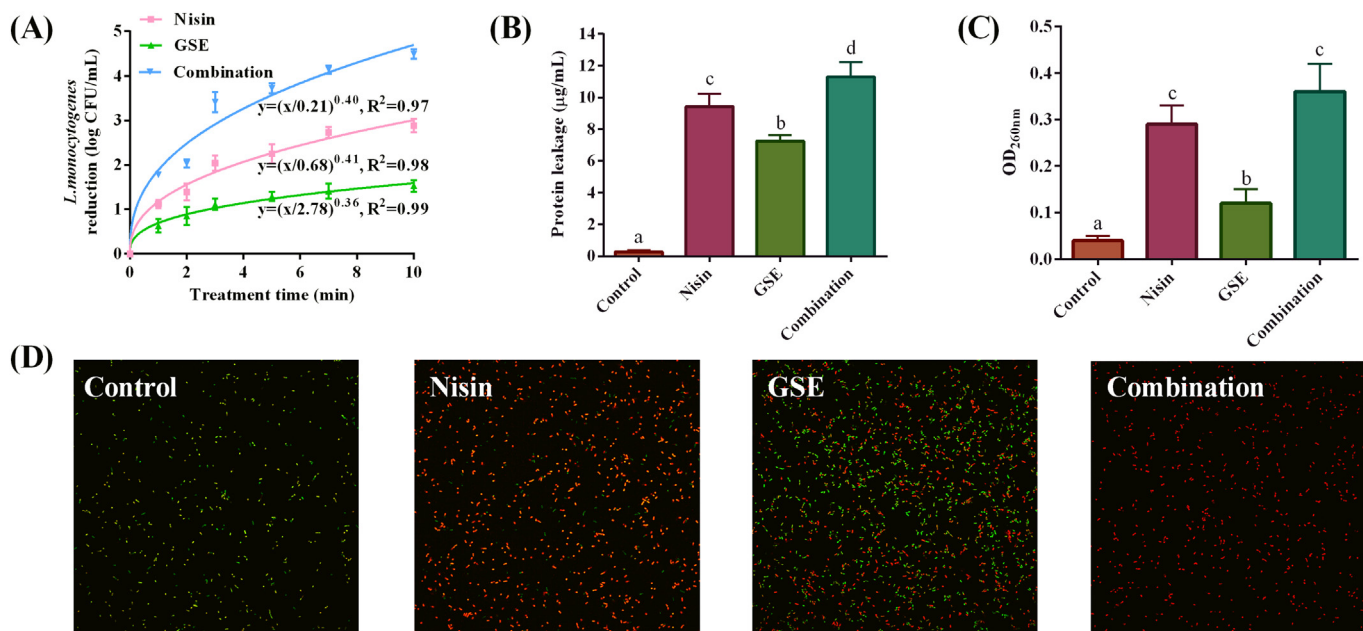 (A)
Nisin
GSE
Combination
L.monocytogenes
reduction (log CFU/mL)
5
4
3
2
1
0
y=(x/0.21)^0.40, R²=0.97
y=(x/0.68)^0.41, R²=0.98
y=(x/2.78)^0.36, R²=0.99
0 2 4 6 8 10
Treatment time (min)
(B)
Protein leakage (μg/mL)
14
12
10
8
6
4
2
0
a
c
b
d
Control
Nisin
GSE
Combination
(C)
OD260nm
0.5
0.4
0.3
0.2
0.1
0.0
a
c
b
c
Control
Nisin
GSE
Combination
(D)
Control
Nisin
GSE
Combination